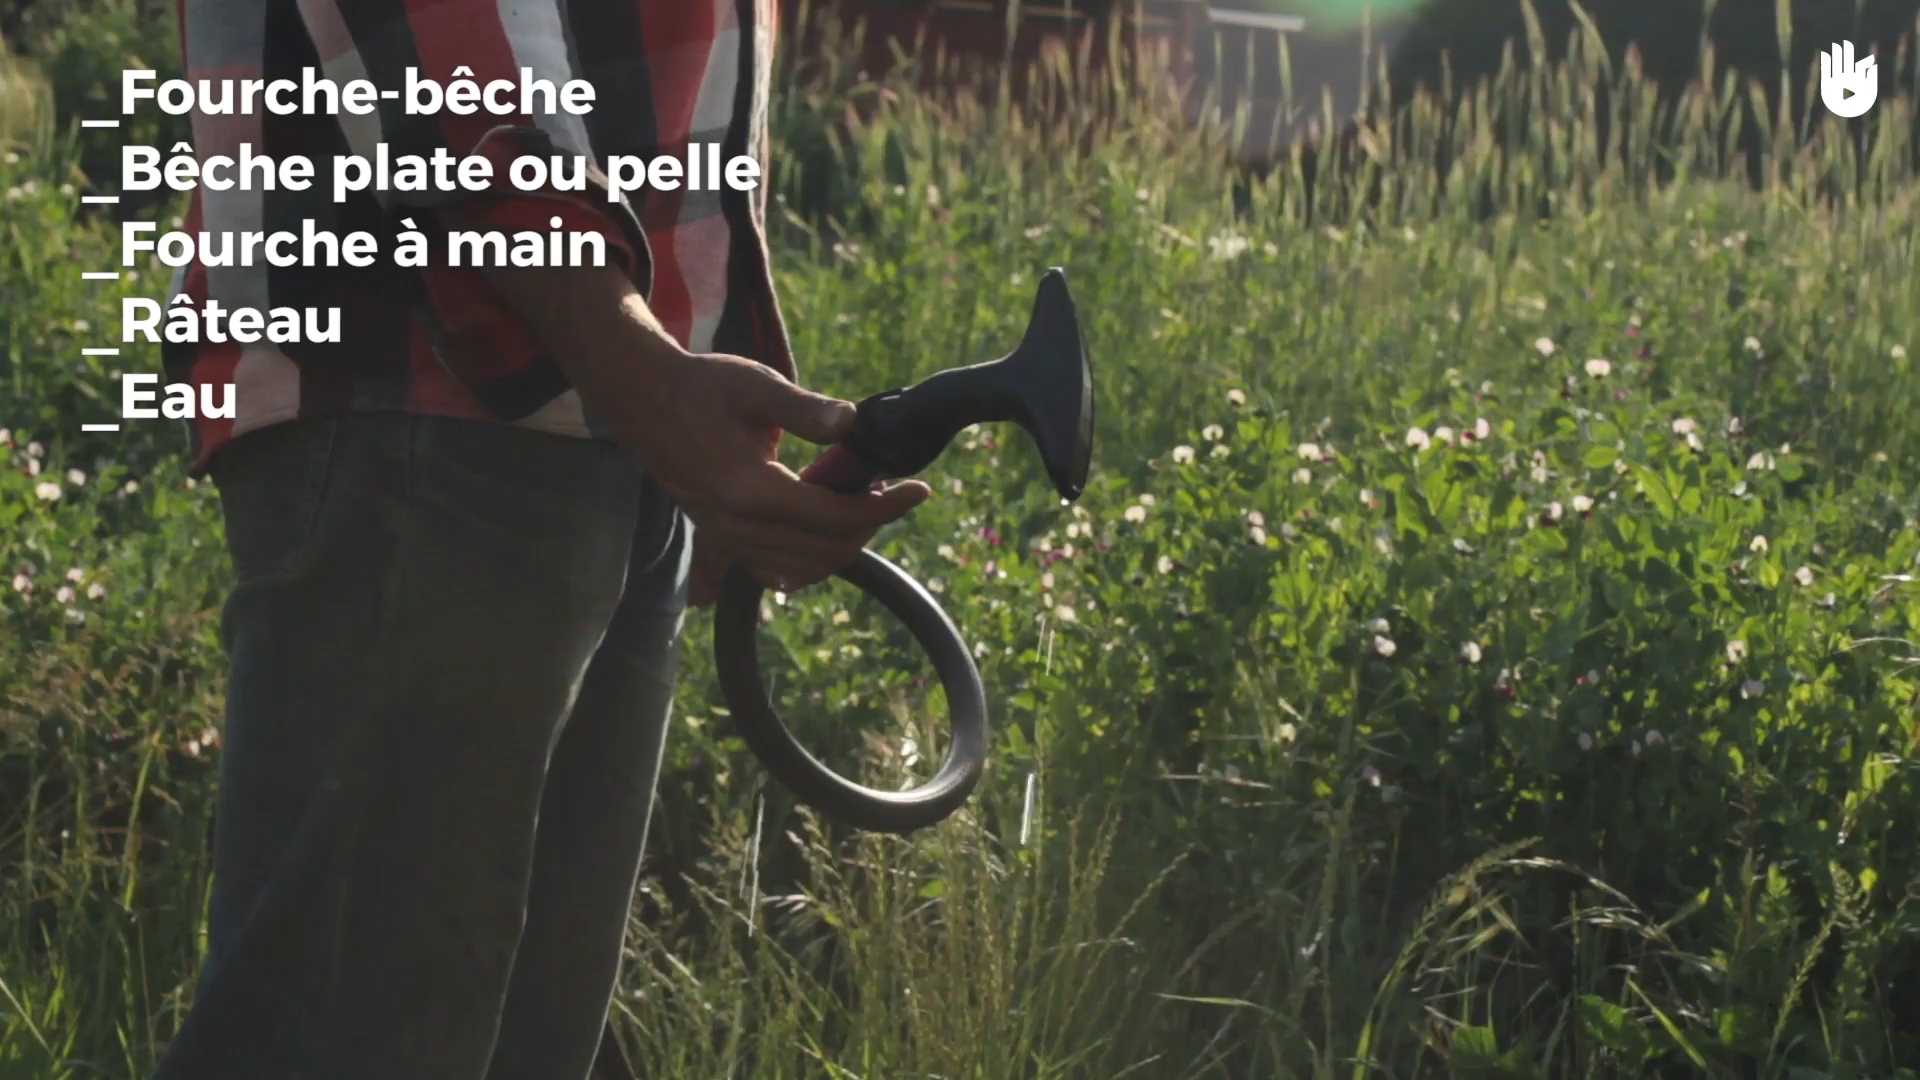 _Fourche-bêche
_Bêche plate ou pelle
_Fourche à main
_Râteau
_Eau